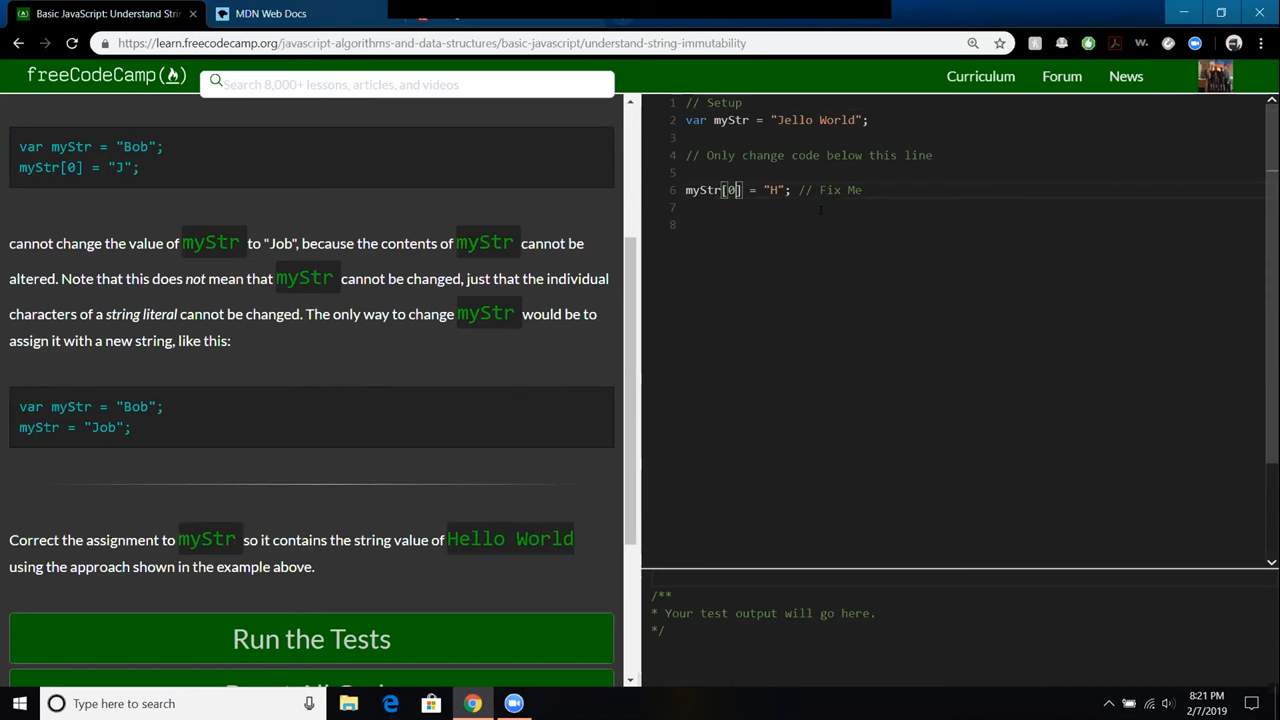 Basic JavaScript: Understand Stri
MDN Web Docs
https://learn.freecodecamp.org/javascript-algorithms-and-data-structures/basic-javascript/understand-string-immutability
freeCodeCamp
Search 8,000+ lessons, articles, and videos
Curriculum
Forum
News
var myStr = "Bob";
myStr[0] = "J";
cannot change the value of myStr to "Job", because the contents of myStr cannot be
altered. Note that this does not mean that myStr cannot be changed, just that the individual
characters of a string literal cannot be changed. The only way to change myStr would be to
assign it with a new string, like this:
var myStr = "Bob";
myStr = "Job";
Correct the assignment to myStr so it contains the string value of Hello World
using the approach shown in the example above.
Run the Tests
1 // Setup
2 var myStr = "Jello World";
3
4 // Only change code below this line
5
6 myStr[0] = "H"; // Fix Me
7
8
/**
* Your test output will go here.
*/
Type here to search
8:21 PM
2/7/2019